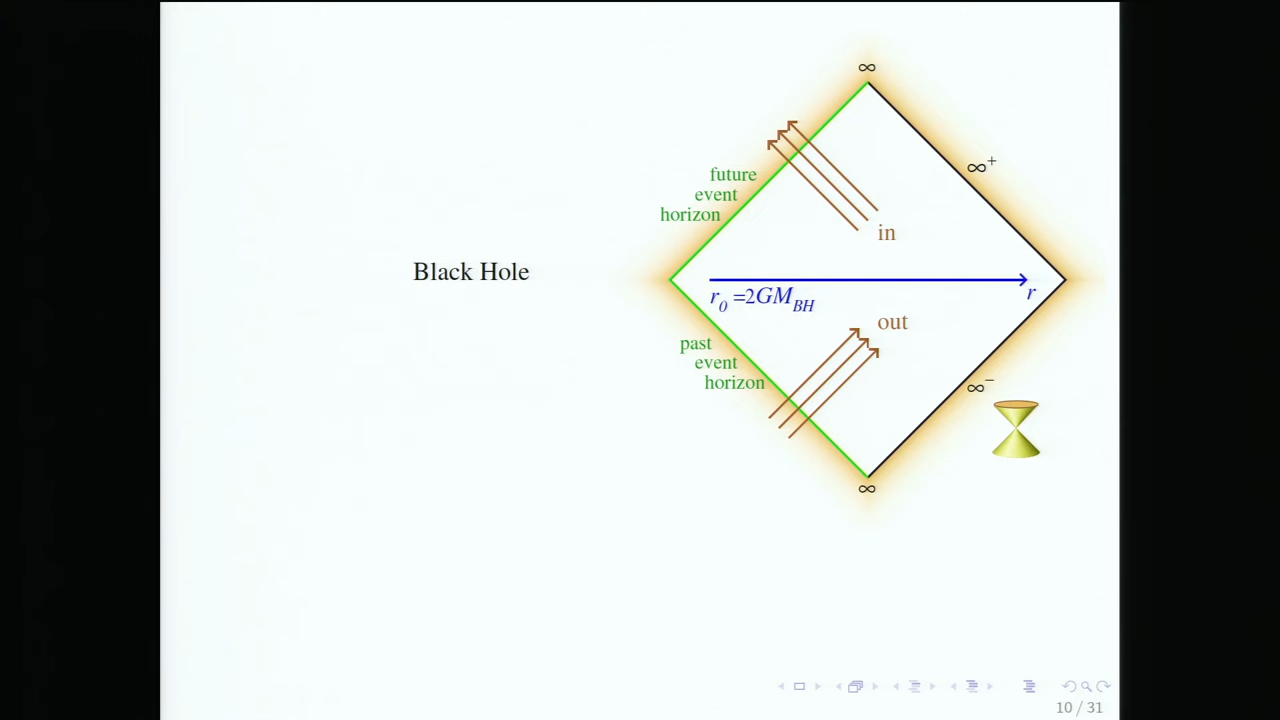 ∞
∞⁺
future
event
horizon
in
Black Hole
r₀ =2GM_BH
r
out
past
event
horizon
∞⁻
∞
10 / 31